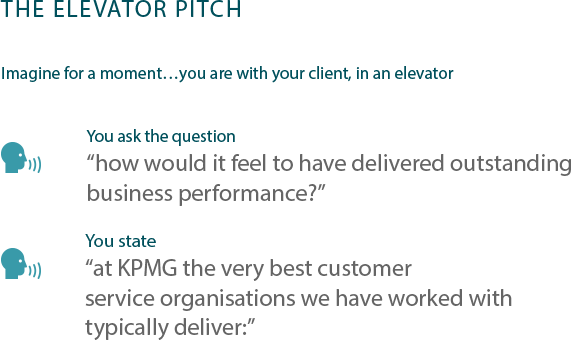 THE ELEVATOR PITCH
Imagine for a moment…you are with your client, in an elevator
You ask the question
“how would it feel to have delivered outstanding
business performance?”
You state
“at KPMG the very best customer
service organisations we have worked with
typically deliver:”